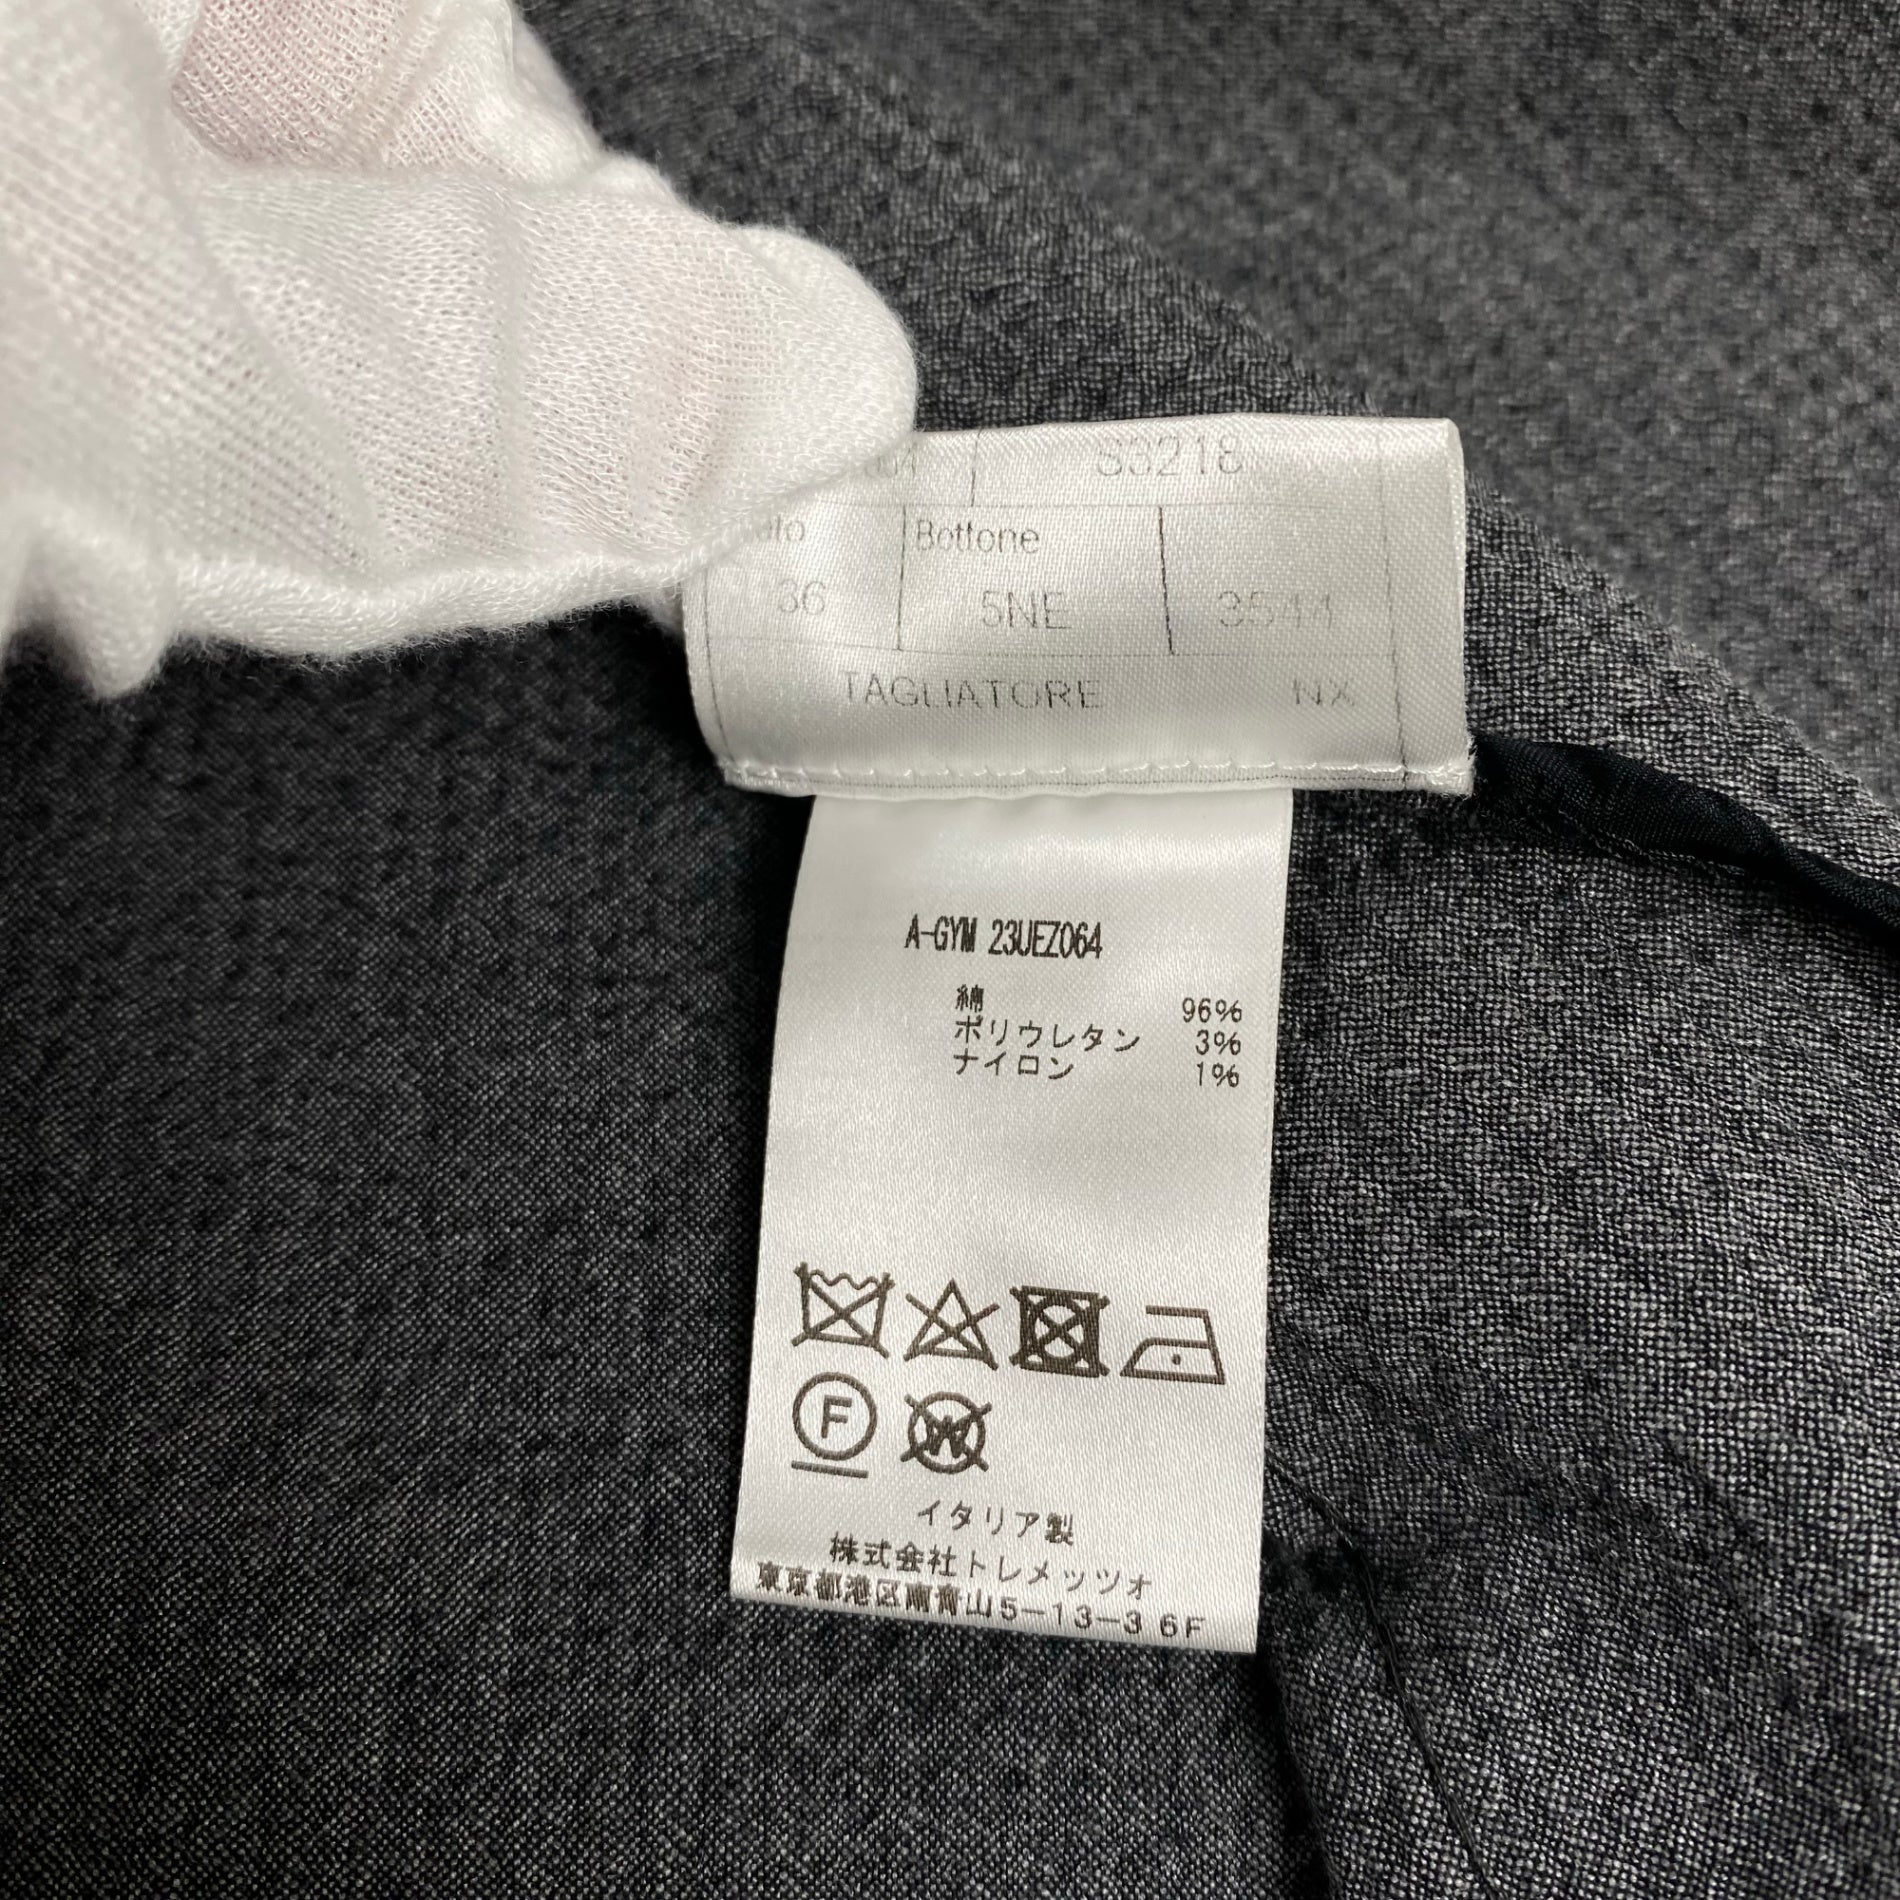 S3218
Bottone
36 5NE 3544
TAGLIATORE NX
A-GYM 23UEZ064
綿 96%
ポリウレタン 3%
ナイロン 1%
F W
イタリア製
株式会社トレメッツォ
東京都港区南青山5-13-3 6F